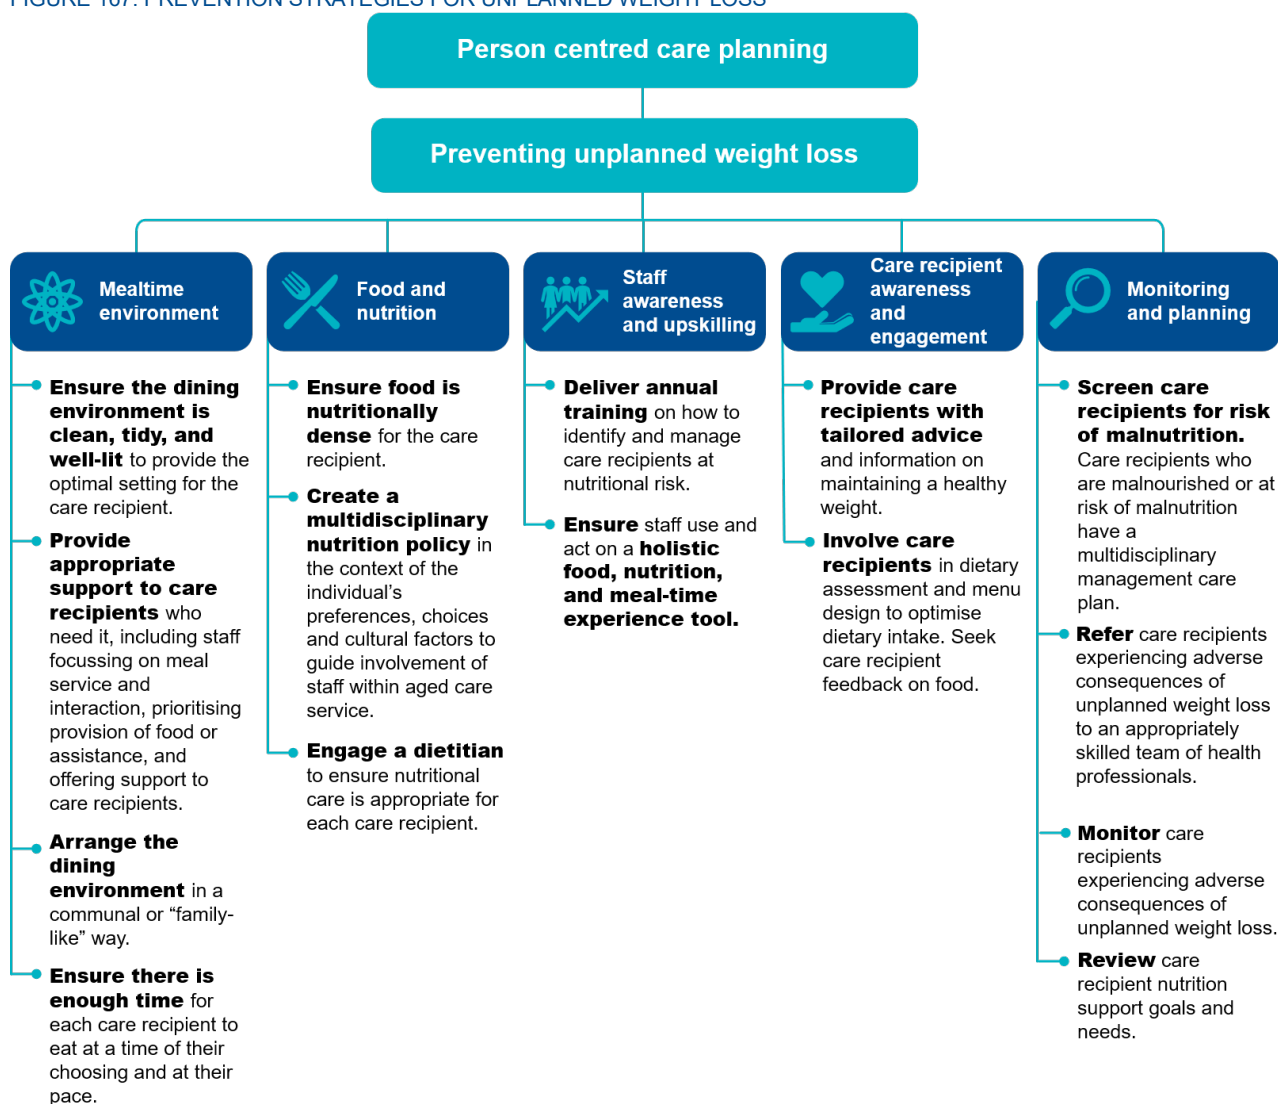 FIGURE 107: PREVENTION STRATEGIES FOR UNPLANNED WEIGHT LOSS
Person centred care planning
Preventing unplanned weight loss
Mealtime
environment
Ensure the dining
environment is
clean, tidy, and
well-lit to provide the
optimal setting for the
care recipient.
Provide
appropriate
support to care
recipients who
need it, including staff
focussing on meal
service and
interaction, prioritising
provision of food or
assistance, and
offering support to
care recipients.
Arrange the
dining
environment in a
communal or “family-
like” way.
Ensure there is
enough time for
each care recipient to
eat at a time of their
choosing and at their
pace.
Food and
nutrition
Ensure food is
nutritionally
dense for the care
recipient.
Create a
multidisciplinary
nutrition policy in
the context of the
individual’s
preferences, choices
and cultural factors to
guide involvement of
staff within aged care
service.
Engage a dietitian
to ensure nutritional
care is appropriate for
each care recipient.
Staff
awareness
and upskilling
Deliver annual
training on how to
identify and manage
care recipients at
nutritional risk.
Ensure staff use and
act on a holistic
food, nutrition,
and meal-time
experience tool.
Care recipient
awareness
and
engagement
Provide care
recipients with
tailored advice
and information on
maintaining a healthy
weight.
Involve care
recipients in dietary
assessment and menu
design to optimise
dietary intake. Seek
care recipient
feedback on food.
Monitoring
and planning
Screen care
recipients for risk
of malnutrition.
Care recipients who
are malnourished or at
risk of malnutrition
have a
multidisciplinary
management care
plan.
Refer care recipients
experiencing adverse
consequences of
unplanned weight loss
to an appropriately
skilled team of health
professionals.
Monitor care
recipients
experiencing adverse
consequences of
unplanned weight loss.
Review care
recipient nutrition
support goals and
needs.